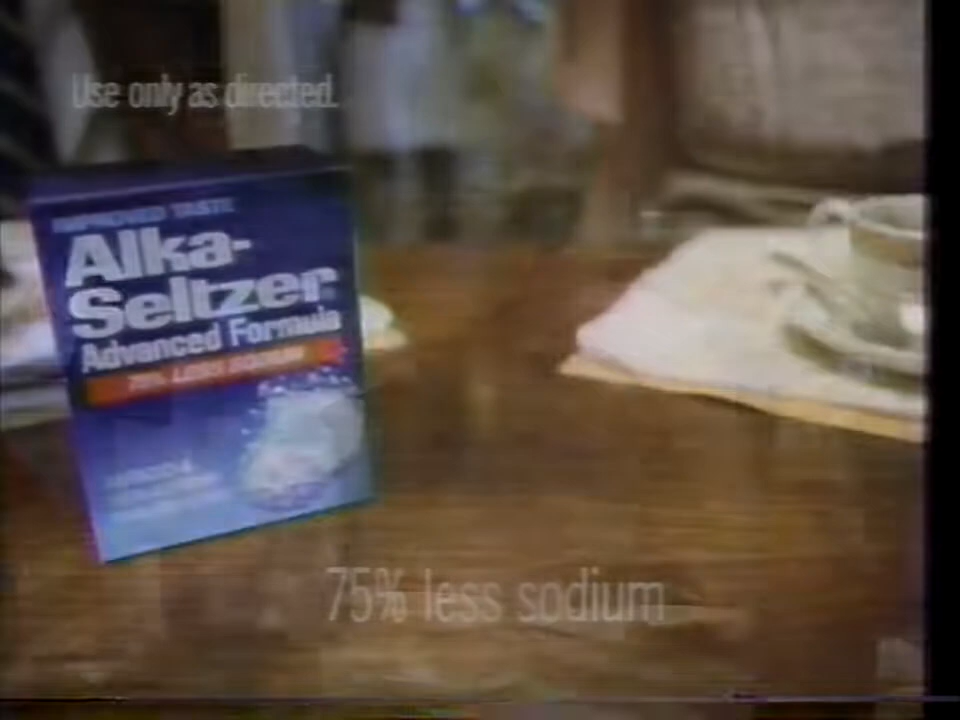 Use only as directed.
IMPROVED TASTE
Alka-
Seltzer
Advanced Formula
75% LESS SODIUM
75% less sodium